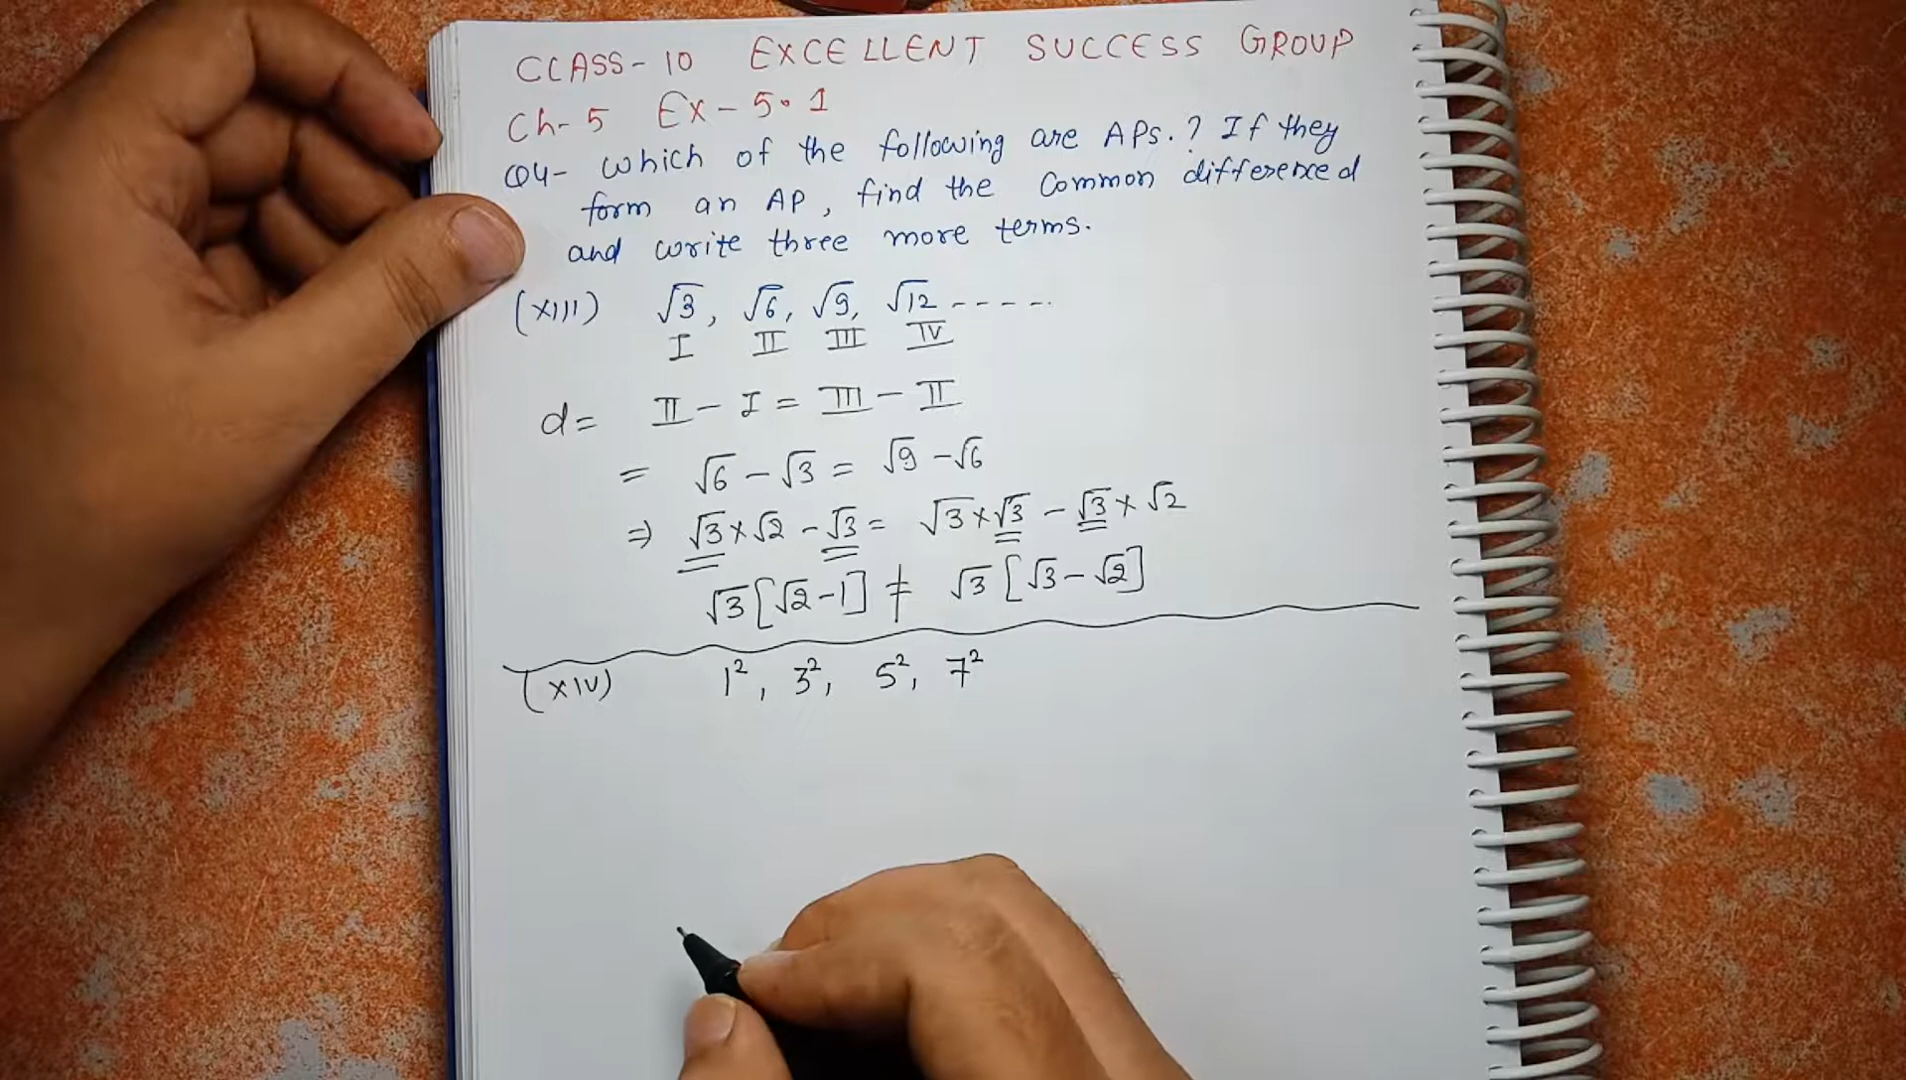 CLASS-10 EXCELLENT SUCCESS GROUP
Ch-5 Ex-5.1
Q4- Which of the following are APs.? If they
form an AP, find the Common difference d
and write three more terms.
(XIII) √3, √6, √9, √12 -----
I II III IV
d= II - I = III - II
= √6 - √3 = √9 - √6
⇒ √3×√2 - √3 = √3×√3 - √3×√2
√3[√2-1] ≠ √3[√3-√2]
(XIV) 1², 3², 5², 7²